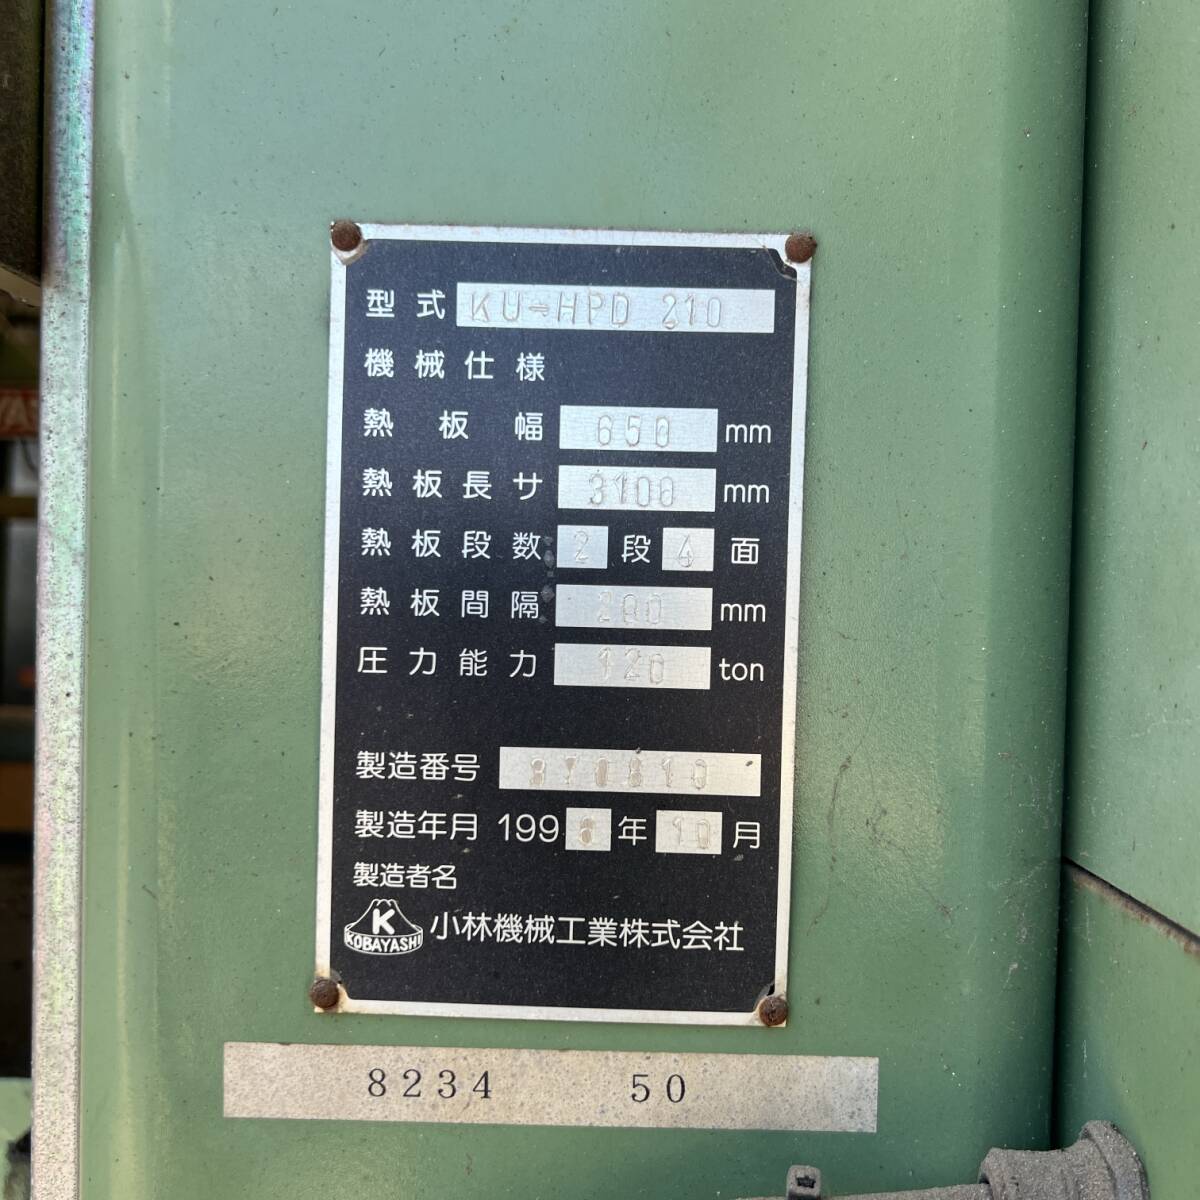 型式 KU-HPD 210
機械仕様
熱板幅 650 mm
熱板長サ 3100 mm
熱板段数 2 段 4 面
熱板間隔 200 mm
圧力能力 120 ton
製造番号
製造年月 199 年 10 月
製造者名
K KOBAYASHI 小林機械工業株式会社
8234 50